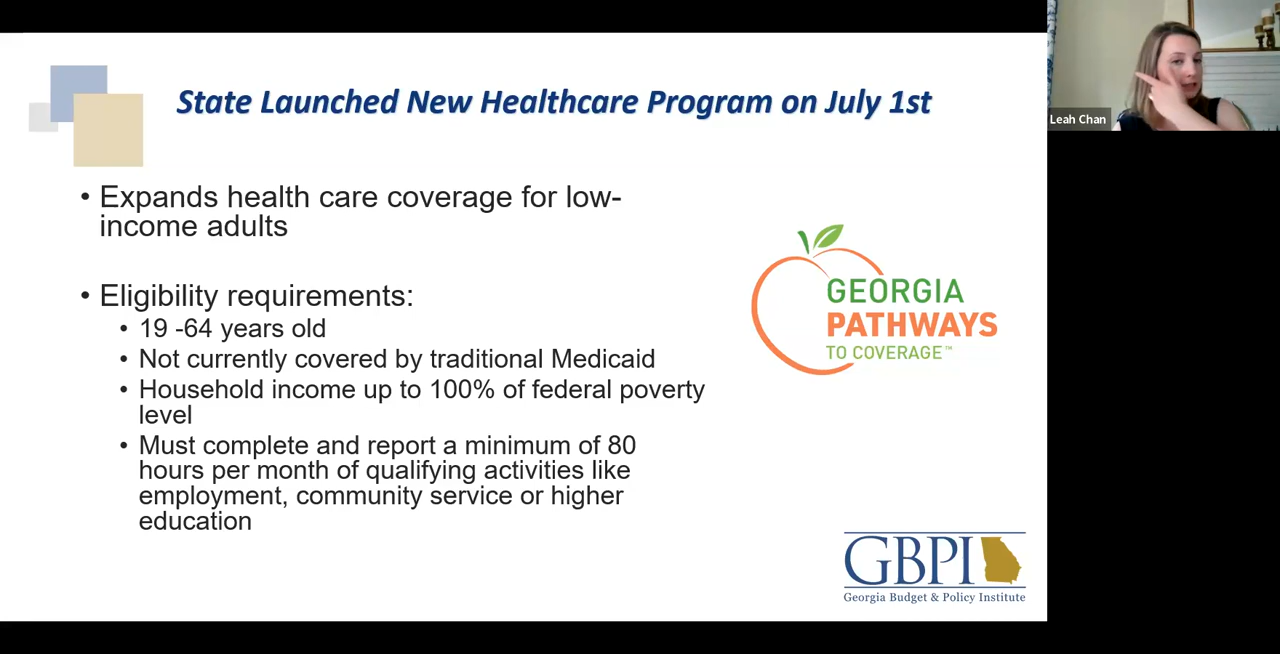 State Launched New Healthcare Program on July 1st
Leah Chan
• Expands health care coverage for low-
income adults
• Eligibility requirements:
• 19 -64 years old
• Not currently covered by traditional Medicaid
• Household income up to 100% of federal poverty
level
• Must complete and report a minimum of 80
hours per month of qualifying activities like
employment, community service or higher
education
GEORGIA
PATHWAYS
TO COVERAGE™
GBPI
Georgia Budget & Policy Institute